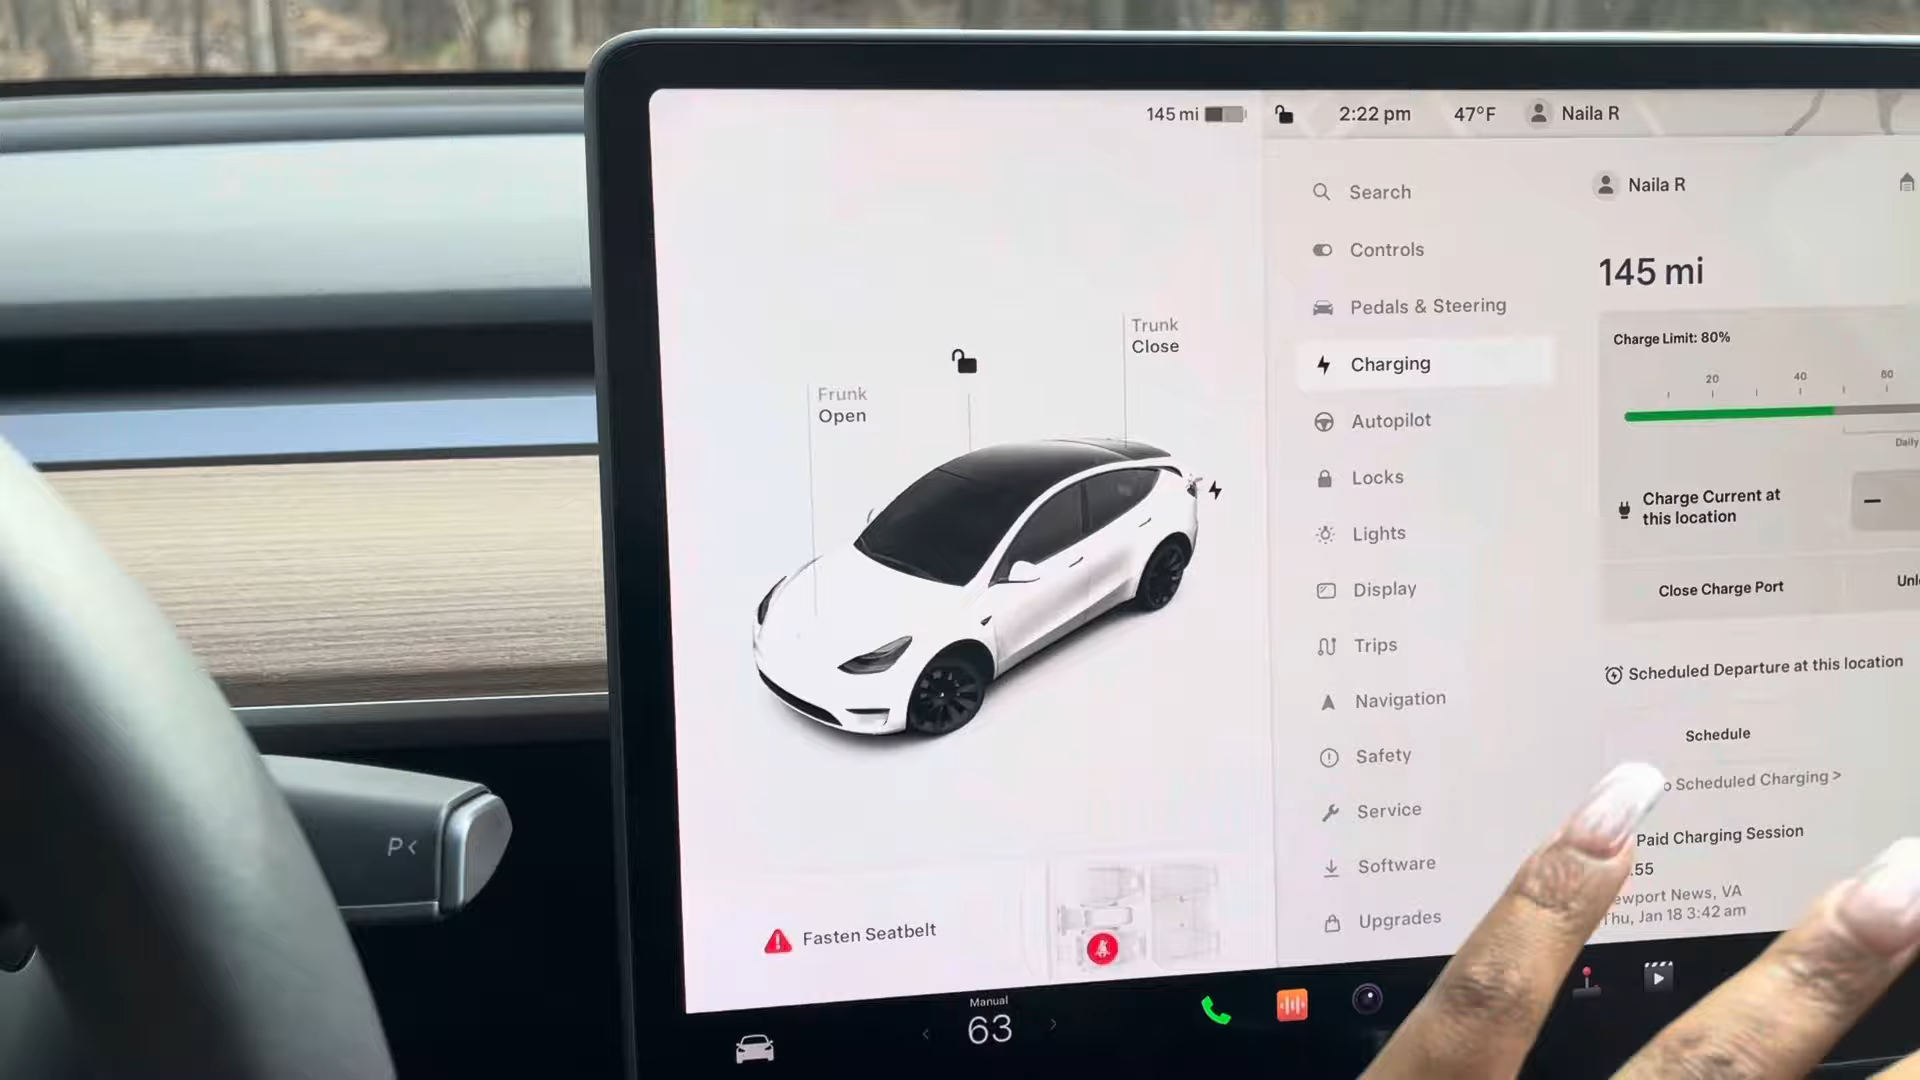 145 mi
2:22 pm
47°F
Naila R
Trunk
Close
Frunk
Open
Fasten Seatbelt
Search
Controls
Pedals & Steering
Charging
Autopilot
Locks
Lights
Display
Trips
Navigation
Safety
Service
Software
Upgrades
Naila R
145 mi
Charge Limit: 80%
20 40 60
Daily
Charge Current at
this location
Close Charge Port
Scheduled Departure at this location
Schedule
Scheduled Charging >
Paid Charging Session
.55
ewport News, VA
Thu, Jan 18 3:42 am
Manual
< 63 >
P<